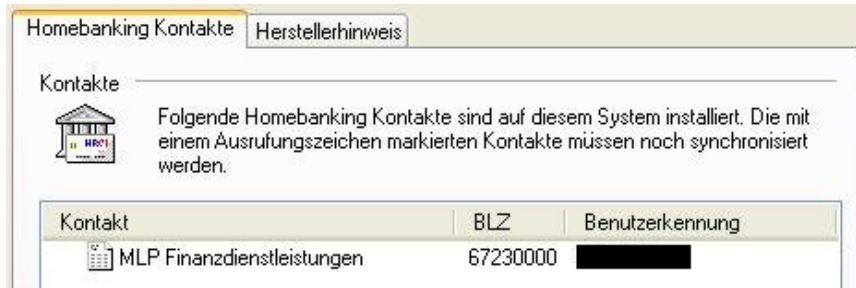 Homebanking Kontakte Herstellerhinweis
Kontakte
Folgende Homebanking Kontakte sind auf diesem System installiert. Die mit
einem Ausrufungszeichen markierten Kontakte müssen noch synchronisiert
werden.
Kontakt BLZ Benutzerkennung
MLP Finanzdienstleistungen 67230000